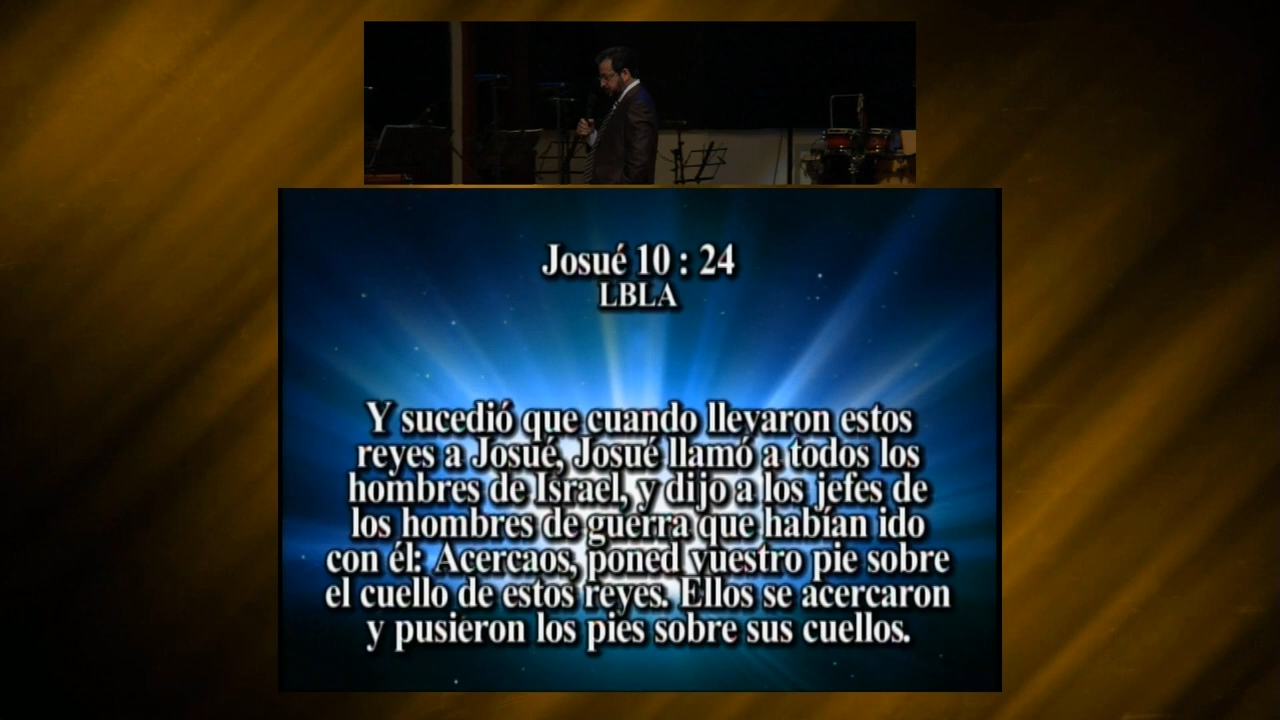 Josué 10 : 24
LBLA
Y sucedió que cuando llevaron estos
reyes a Josué, Josué llamó a todos los
hombres de Israel, y dijo a los jefes de
los hombres de guerra que habían ido
con él: Acercaos, poned vuestro pie sobre
el cuello de estos reyes. Ellos se acercaron
y pusieron los pies sobre sus cuellos.